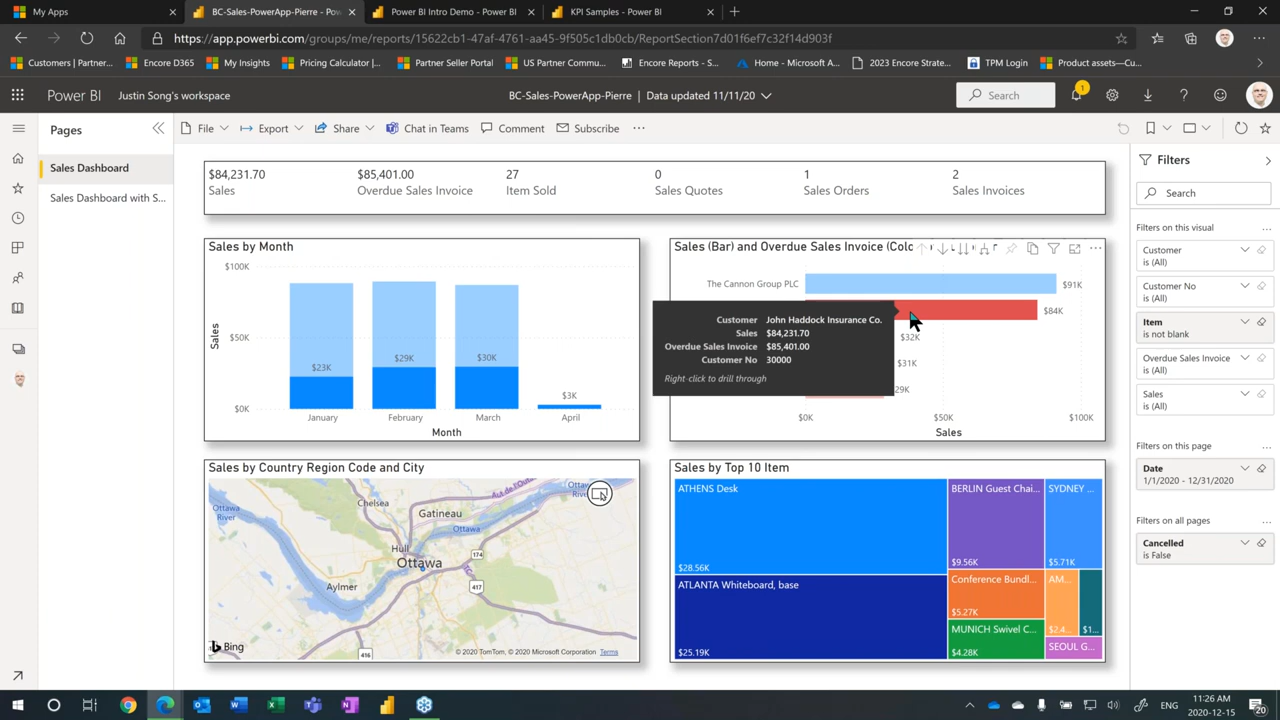 My Apps
BC-Sales-PowerApp-Pierre - Pow
Power BI Intro Demo - Power BI
KPI Samples - Power BI
https://app.powerbi.com/groups/me/reports/15622cb1-47af-4761-aa45-9f505c1db0cb/ReportSection7d01f6ef7c32f14d903f
Customers | Partner...
Encore D365
My Insights
Pricing Calculator |...
Partner Seller Portal
US Partner Commu...
Encore Reports - S...
Home - Microsoft A...
2023 Encore Strate...
TPM Login
Product assets—Cu...
Power BI
Justin Song's workspace
BC-Sales-PowerApp-Pierre | Data updated 11/11/20
Search
1
Pages
File
Export
Share
Chat in Teams
Comment
Subscribe
Sales Dashboard
Sales Dashboard with S...
$84,231.70
Sales
$85,401.00
Overdue Sales Invoice
27
Item Sold
0
Sales Quotes
1
Sales Orders
2
Sales Invoices
Sales by Month
$100K
$50K
$0K
Sales
$23K
$29K
$30K
$3K
January
February
March
April
Month
Sales (Bar) and Overdue Sales Invoice
The Cannon Group PLC
$91K
$84K
$32K
$31K
29K
$0K
$50K
$100K
Sales
Customer John Haddock Insurance Co.
Sales $84,231.70
Overdue Sales Invoice $85,401.00
Customer No 30000
Right-click to drill through
Sales by Country Region Code and City
Ottawa River
Chelsea
Gatineau
Ottawa
Hull
Ottawa
Aylmer
174
417
416
Bing
© 2020 TomTom, © 2020 Microsoft Corporation Terms
Sales by Top 10 Item
ATHENS Desk
$28.56K
ATLANTA Whiteboard, base
$25.19K
BERLIN Guest Chai...
$9.56K
SYDNEY ...
$5.71K
Conference Bundl...
$5.27K
MUNICH Swivel C...
$4.28K
AM...
$2.4...
$1...
SEOUL G...
Filters
Search
Filters on this visual
Customer
is (All)
Customer No
is (All)
Item
is not blank
Overdue Sales Invoice
is (All)
Sales
is (All)
Filters on this page
Date
1/1/2020 - 12/31/2020
Filters on all pages
Cancelled
is False
ENG
11:26 AM
2020-12-15
20